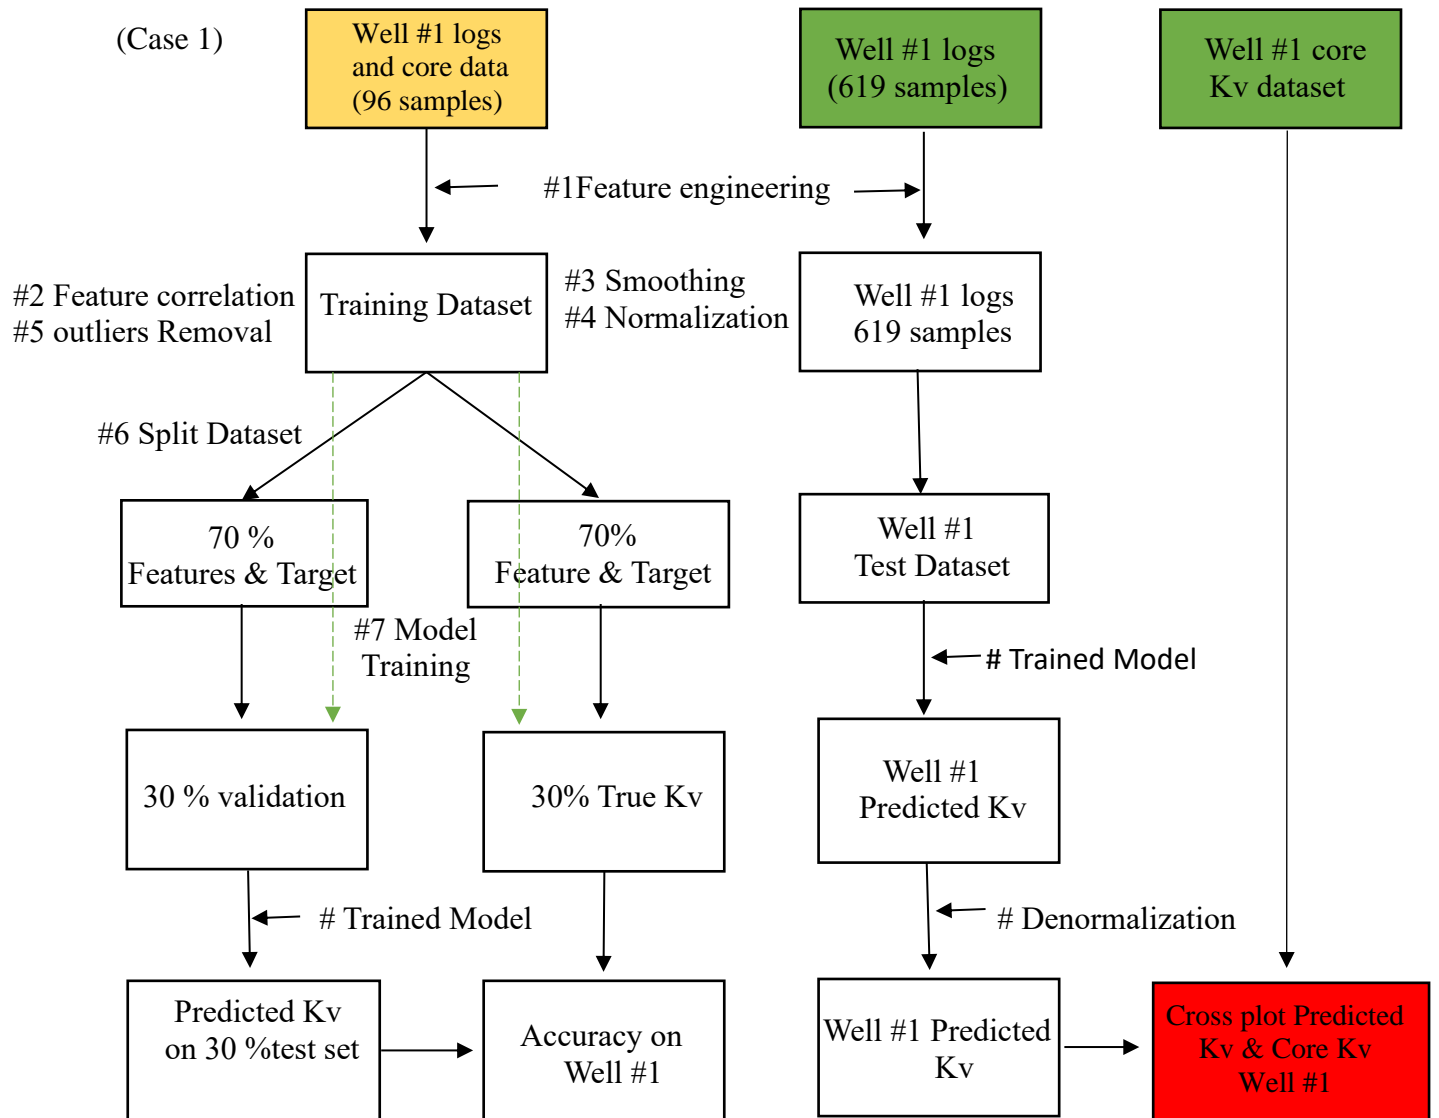 (Case 1)
Well #1 logs
and core data
(96 samples)
Well #1 logs
(619 samples)
Well #1 core
Kv dataset
#1Feature engineering
#2 Feature correlation
#5 outliers Removal
Training Dataset
#3 Smoothing
#4 Normalization
Well #1 logs
619 samples
#6 Split Dataset
70 %
Features & Target
70%
Feature & Target
Well #1
Test Dataset
#7 Model
Training
# Trained Model
30 % validation
30% True Kv
Well #1
Predicted Kv
# Trained Model
# Denormalization
Predicted Kv
on 30 %test set
Accuracy on
Well #1
Well #1 Predicted
Kv
Cross plot Predicted
Kv & Core Kv
Well #1